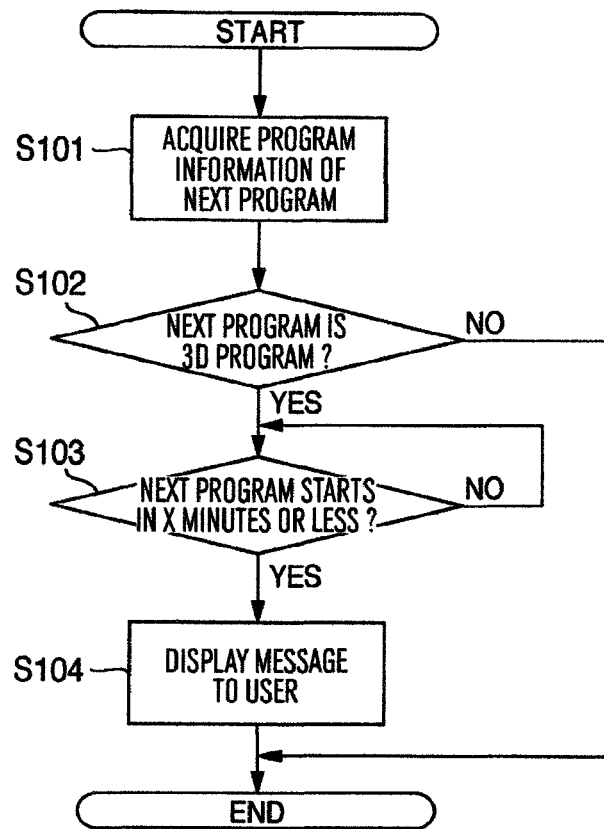 START
S101
ACQUIRE PROGRAM
INFORMATION OF
NEXT PROGRAM
S102
NEXT PROGRAM IS
3D PROGRAM ?
NO
YES
S103
NEXT PROGRAM STARTS
IN X MINUTES OR LESS ?
NO
YES
S104
DISPLAY MESSAGE
TO USER
END